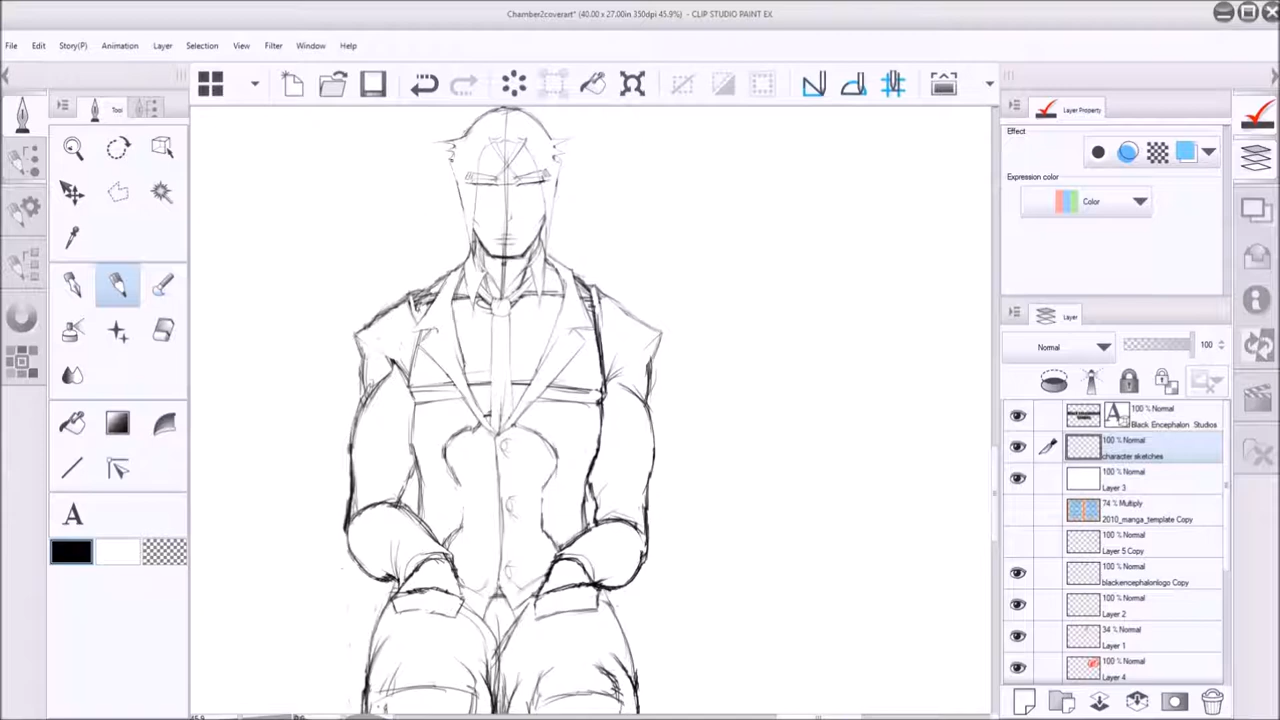 Chamber2coverart* (40.00 x 27.00in 350dpi 45.9%) - CLIP STUDIO PAINT EX
File Edit Story(P) Animation Layer Selection View Filter Window Help
Tool
Layer Property
Effect
Expression color
Color
Layer
Normal 100
100 % Normal
Black Encephalon Studios
100 % Normal
character sketches
100 % Normal
Layer 3
74 % Multiply
2010_manga_template Copy
100 % Normal
Layer 5 Copy
100 % Normal
blackencephalonlogo Copy
100 % Normal
Layer 2
34 % Normal
Layer 1
100 % Normal
Layer 4